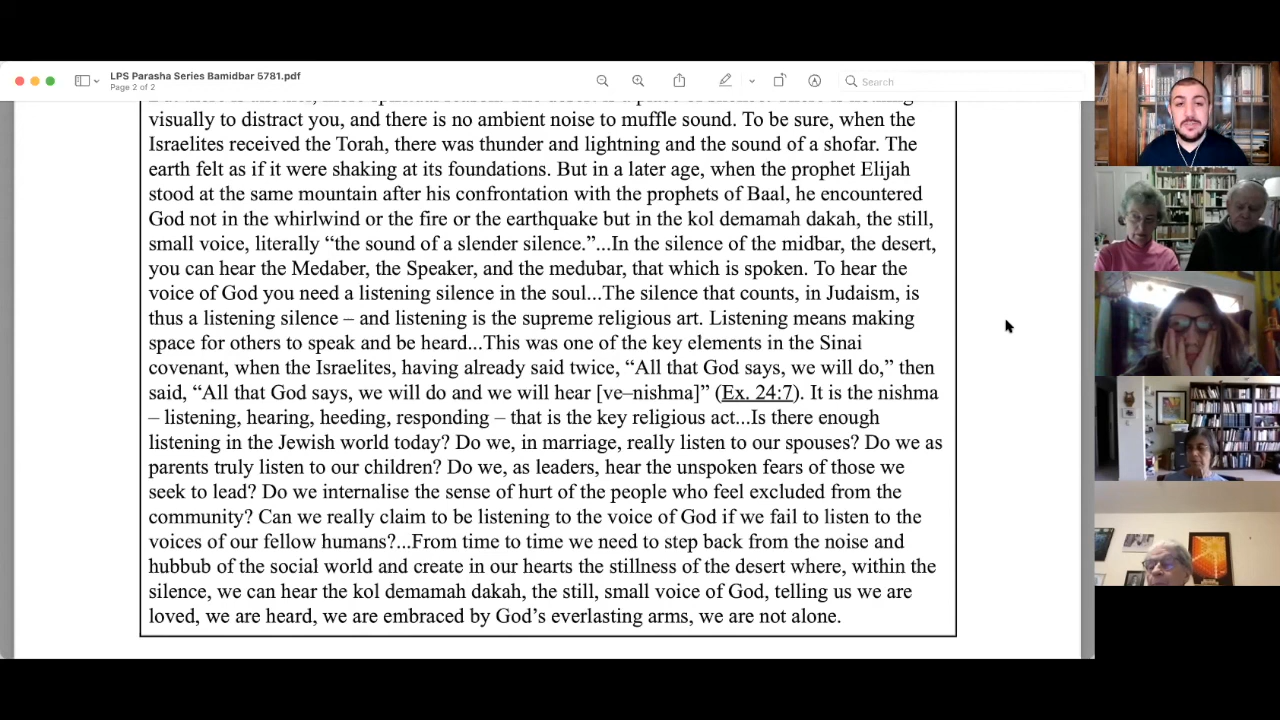 LPS Parasha Series Bamidbar 5781.pdf
Page 2 of 2
Search
visually to distract you, and there is no ambient noise to muffle sound. To be sure, when the
Israelites received the Torah, there was thunder and lightning and the sound of a shofar. The
earth felt as if it were shaking at its foundations. But in a later age, when the prophet Elijah
stood at the same mountain after his confrontation with the prophets of Baal, he encountered
God not in the whirlwind or the fire or the earthquake but in the kol demamah dakah, the still,
small voice, literally “the sound of a slender silence.”...In the silence of the midbar, the desert,
you can hear the Medaber, the Speaker, and the medubar, that which is spoken. To hear the
voice of God you need a listening silence in the soul...The silence that counts, in Judaism, is
thus a listening silence – and listening is the supreme religious art. Listening means making
space for others to speak and be heard...This was one of the key elements in the Sinai
covenant, when the Israelites, having already said twice, “All that God says, we will do,” then
said, “All that God says, we will do and we will hear [ve–nishma]” (Ex. 24:7). It is the nishma
– listening, hearing, heeding, responding – that is the key religious act...Is there enough
listening in the Jewish world today? Do we, in marriage, really listen to our spouses? Do we as
parents truly listen to our children? Do we, as leaders, hear the unspoken fears of those we
seek to lead? Do we internalise the sense of hurt of the people who feel excluded from the
community? Can we really claim to be listening to the voice of God if we fail to listen to the
voices of our fellow humans?...From time to time we need to step back from the noise and
hubbub of the social world and create in our hearts the stillness of the desert where, within the
silence, we can hear the kol demamah dakah, the still, small voice of God, telling us we are
loved, we are heard, we are embraced by God’s everlasting arms, we are not alone.